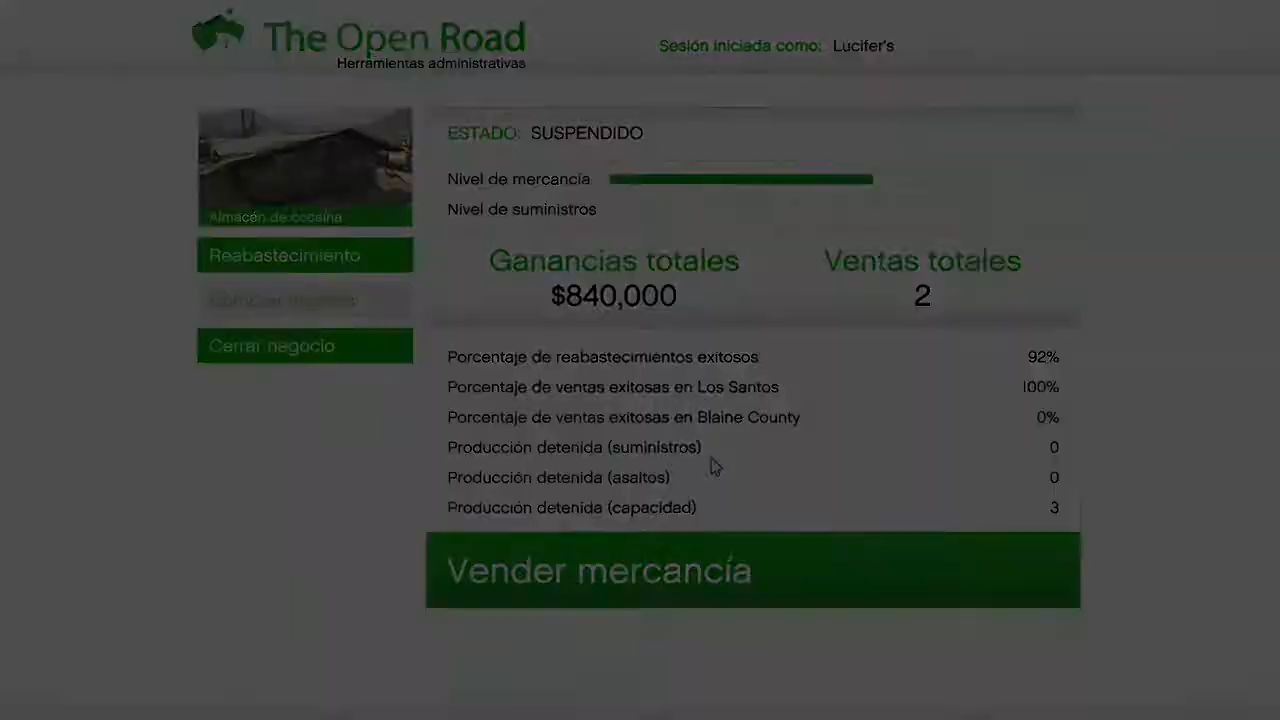 The Open Road
Herramientas administrativas
Sesión iniciada como: Lucifer's
Almacén de cocaína
Reabastecimiento
Cerrar negocio
ESTADO: SUSPENDIDO
Nivel de mercancía
Nivel de suministros
Ganancias totales
$840,000
Ventas totales
2
Porcentaje de reabastecimientos exitosos 92%
Porcentaje de ventas exitosas en Los Santos 100%
Porcentaje de ventas exitosas en Blaine County 0%
Producción detenida (suministros) 0
Producción detenida (asaltos) 0
Producción detenida (capacidad) 3
Vender mercancía